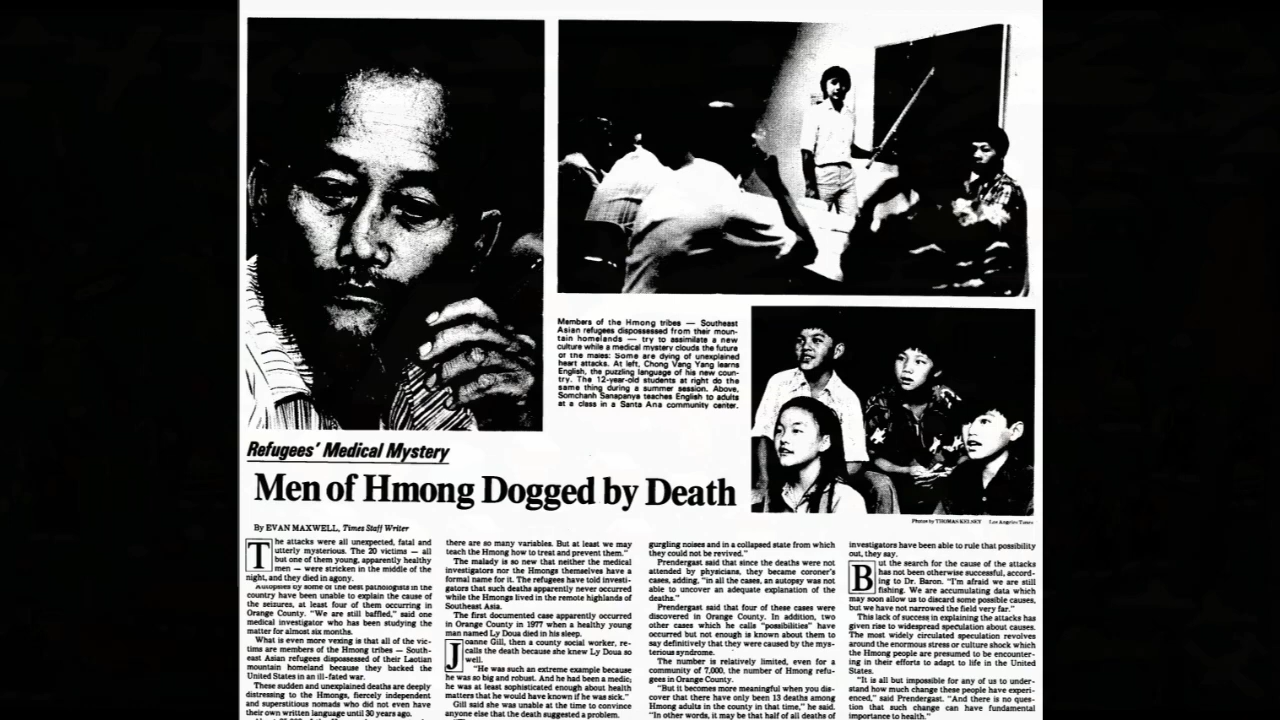 Members of the Hmong tribes — Southeast
Asian refugees dispossessed from their moun-
tain homelands — try to assimilate a new
culture while a medical mystery clouds the future
of the males: Some are dying of unexplained
heart attacks. At left, Chong Vang Yang learns
English, the puzzling language of his new coun-
try. The 12-year-old students at right do the
same thing during a summer session. Above,
Somchanh Sanapanya teaches English to adults
at a class in a Santa Ana community center.
Refugees' Medical Mystery
Men of Hmong Dogged by Death
Photos by THOMAS KELSEY Los Angeles Times
By EVAN MAXWELL, Times Staff Writer
The attacks were all unexpected, fatal and
utterly mysterious. The 20 victims — all
but one of them young, apparently healthy
men — were stricken in the middle of the
night, and they died in agony.
Autopsies by some of the best pathologists in the
country have been unable to explain the cause of
the seizures, at least four of them occurring in
Orange County. "We are still baffled," said one
medical investigator who has been studying the
matter for almost six months.
What is even more vexing is that all of the vic-
tims are members of the Hmong tribes — South-
east Asian refugees dispossessed of their Laotian
mountain homeland because they backed the
United States in an ill-fated war.
These sudden and unexplained deaths are deeply
distressing to the Hmongs, fiercely independent
and superstitious nomads who did not even have
their own written language until 30 years ago.
there are so many variables. But at least we may
teach the Hmong how to treat and prevent them."
The malady is so new that neither the medical
investigators nor the Hmongs themselves have a
formal name for it. The refugees have told investi-
gators that such deaths apparently never occurred
while the Hmongs lived in the remote highlands of
Southeast Asia.
The first documented case apparently occurred
in Orange County in 1977 when a healthy young
man named Ly Doua died in his sleep.
Joanne Gill, then a county social worker, re-
calls the death because she knew Ly Doua so
well.
"He was such an extreme example because
he was so big and robust. And he had been a medic;
he was at least sophisticated enough about health
matters that he would have known if he was sick."
Gill said she was unable at the time to convince
anyone else that the death suggested a problem.
gurgling noises and in a collapsed state from which
they could not be revived."
Prendergast said that since the deaths were not
attended by physicians, they became coroner's
cases, adding, "in all the cases, an autopsy was not
able to uncover an adequate explanation of the
deaths."
Prendergast said that four of these cases were
discovered in Orange County. In addition, two
other cases which he calls "possibilities" have
occurred but not enough is known about them to
say definitively that they were caused by the mys-
terious syndrome.
The number is relatively limited, even for a
community of 7,000, the number of Hmong refu-
gees in Orange County.
"But it becomes more meaningful when you dis-
cover that there have only been 13 deaths among
Hmong adults in the county in that time," he said.
"In other words, it may be that half of all deaths of
investigators have been able to rule that possibility
out, they say.
But the search for the cause of the attacks
has not been otherwise successful, accord-
ing to Dr. Baron. "I'm afraid we are still
fishing. We are accumulating data which
may soon allow us to discard some possible causes,
but we have not narrowed the field very far."
This lack of success in explaining the attacks has
given rise to widespread speculation about causes.
The most widely circulated speculation revolves
around the enormous stress or culture shock which
the Hmong people are presumed to be encounter-
ing in their efforts to adapt to life in the United
States.
"It is all but impossible for any of us to under-
stand how much change these people have experi-
enced," said Prendergast. "And there is no ques-
tion that such change can have fundamental
importance to health."